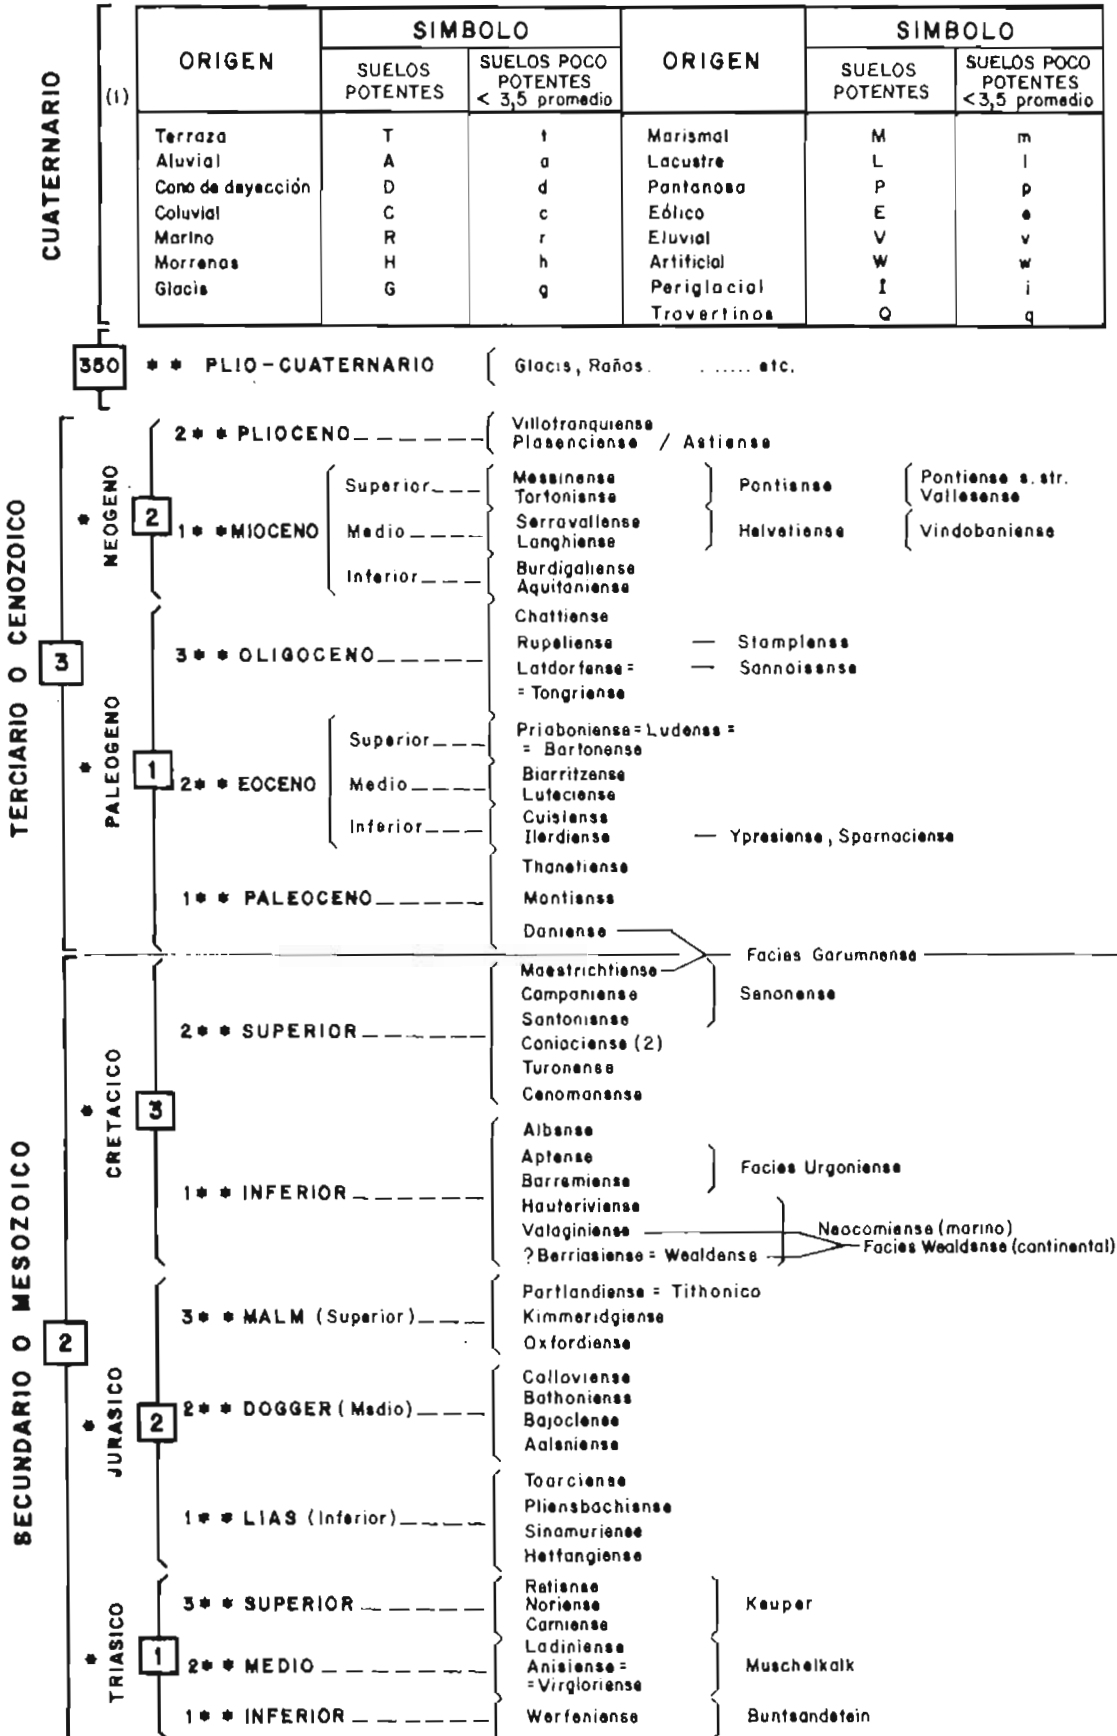 CUATERNARIO
(1)
ORIGEN SIMBOLO ORIGEN SIMBOLO
SUELOS POTENTES SUELOS POCO POTENTES < 3,5 promedio SUELOS POTENTES SUELOS POCO POTENTES <3,5 promedio
Terraza T t Marismal M m
Aluvial A a Lacustre L l
Cono de deyección D d Pantanosa P p
Coluvial C c Eólico E e
Marino R r Eluvial V v
Morrenas H h Artificial W w
Glacis G g Periglacial I i
Travertinos Q q
350 * * PLIO-CUATERNARIO Glacis, Rañas. ...... etc.
TERCIARIO O CENOZOICO
3
* NEOGENO
2
2 * * PLIOCENO Villafranquiense
Plasenciense / Astiense
1 * * MIOCENO
Superior Messinense
Tortoniense
Pontiense
Pontiense s. str.
Vallesense
Medio Serravallense
Langhiense
Helvetiense Vindoboniense
Inferior Burdigaliense
Aquitaniense
* PALEOGENO
1
3 * * OLIGOCENO
Chattiense
Rupeliense — Stampiense
Latdorfense = — Sannoisense
= Tongriense
2 * * EOCENO
Superior Priaboniense = Ludense =
= Bartonense
Medio Biarritzense
Luteciense
Inferior Cuisiense
Ilerdiense — Ypresiense, Sparnaciense
1 * * PALEOCENO
Thanetiense
Montiense
Daniense
Facies Garumnense
SECUNDARIO O MESOZOICO
2
* CRETACICO
3
2 * * SUPERIOR
Maestrichtiense
Campaniense
Santoniense
Senonense
Coniaciense (2)
Turonense
Cenomanense
1 * * INFERIOR
Albense
Aptense
Barremiense
Facies Urgoniense
Hauteriviense
Valaginiense
Neocomiense (marino)
? Berriasiense = Wealdense
Facies Wealdense (continental)
* JURASICO
2
3 * * MALM (Superior)
Portlandiense = Tithonico
Kimmeridgiense
Oxfordiense
2 * * DOGGER (Medio)
Calloviense
Bathoniense
Bajociense
Aaleniense
1 * * LIAS (Inferior)
Toarciense
Pliensbachiense
Sinemuriense
Hettangiense
* TRIASICO
1
3 * * SUPERIOR
Retiense
Noriense
Carniense
Keuper
2 * * MEDIO
Ladiniense
Anisiense =
= Virgloriense
Muschelkalk
1 * * INFERIOR Werfeniense Buntsandstein